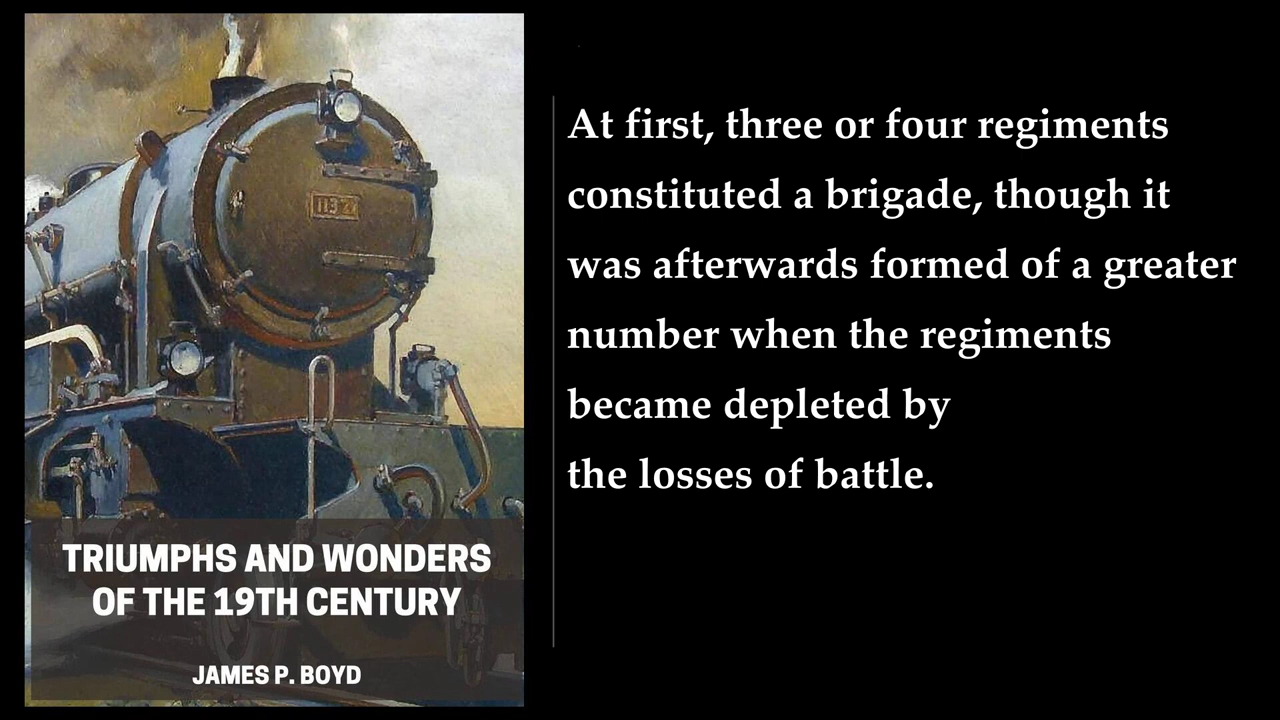 TRIUMPHS AND WONDERS
OF THE 19TH CENTURY
JAMES P. BOYD
At first, three or four regiments
constituted a brigade, though it
was afterwards formed of a greater
number when the regiments
became depleted by
the losses of battle.